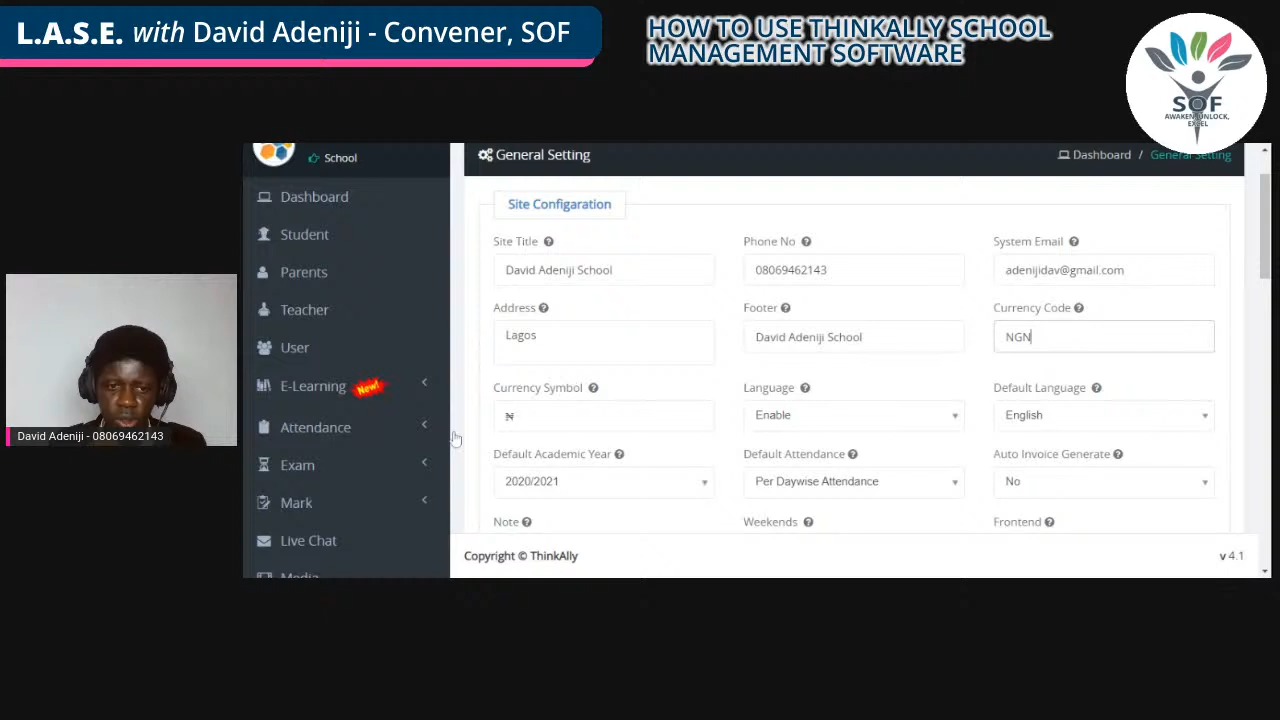 L.A.S.E. with David Adeniji - Convener, SOF
HOW TO USE THINKALLY SCHOOL
MANAGEMENT SOFTWARE
SOF
AWAKEN, UNLOCK,
EXCEL
School
General Setting
Dashboard / General Setting
Dashboard
Student
Parents
Teacher
User
E-Learning New!
Attendance
Exam
Mark
Live Chat
Media
Site Configaration
Site Title
Phone No
System Email
David Adeniji School
08069462143
adenijidav@gmail.com
Address
Footer
Currency Code
Lagos
David Adeniji School
NGN
Currency Symbol
Language
Default Language
₦
Enable
English
Default Academic Year
Default Attendance
Auto Invoice Generate
2020/2021
Per Daywise Attendance
No
Note
Weekends
Frontend
Copyright © ThinkAlly
v 4.1
David Adeniji - 08069462143